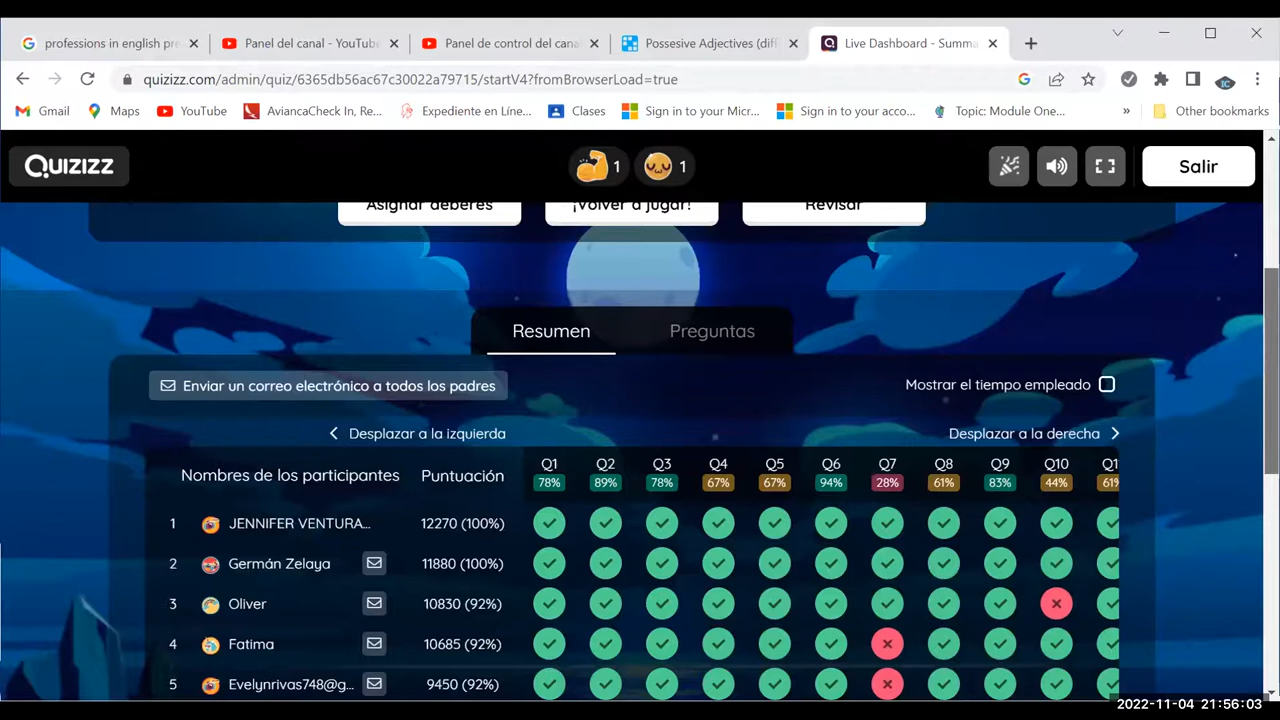 professions in english pre
Panel del canal - YouTu
Panel de control del cana
Possesive Adjectives (diff
Live Dashboard - Summa
quizizz.com/admin/quiz/6365db56ac67c30022a79715/startV4?fromBrowserLoad=true
Gmail Maps YouTube AviancaCheck In, Re... Expediente en Líne... Clases Sign in to your Micr... Sign in to your acco... Topic: Module One... » Other bookmarks
Quizizz 1 1 Salir
Asignar deberes ¡Volver a jugar! Revisar
Resumen Preguntas
Enviar un correo electrónico a todos los padres Mostrar el tiempo empleado
Desplazar a la izquierda Desplazar a la derecha
Nombres de los participantes Puntuación Q1 Q2 Q3 Q4 Q5 Q6 Q7 Q8 Q9 Q10 Q1
78% 89% 78% 67% 67% 94% 28% 61% 83% 44% 61%
1 JENNIFER VENTURA... 12270 (100%)
2 Germán Zelaya 11880 (100%)
3 Oliver 10830 (92%)
4 Fatima 10685 (92%)
5 Evelynrivas748@g... 9450 (92%)
2022-11-04 21:56:03